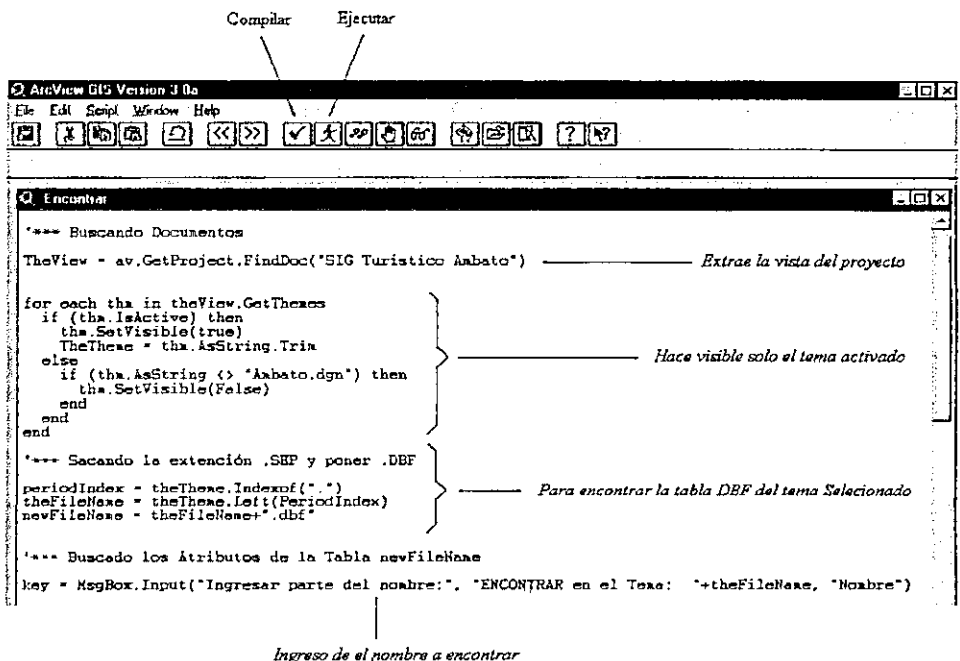 Compilar Ejecutar
ArcView GIS Version 3.0a
File Edit Script Window Help
Encontrar
'*** Buscando Documentos
TheView = av.GetProject.FindDoc("SIG Turistico Ambato")
Extrae la vista del proyecto
for each thm in theView.GetThemes
if (thm.IsActive) then
thm.SetVisible(true)
TheTheme = thm.AsString.Trim
else
if (thm.AsString <> "Ambato.dgn") then
thm.SetVisible(False)
end
end
end
Hace visible solo el tema activado
'*** Sacando la extención .SHP y poner .DBF
periodIndex = theTheme.Indexof(".")
theFileName = theTheme.Left(PeriodIndex)
newFileName = theFileName+".dbf"
Para encontrar la tabla DBF del tema Selecionado
'*** Buscado los Atributos de la Tabla newFileName
key = MsgBox.Input("Ingresar parte del nombre:", "ENCONTRAR en el Tema: "+theFileName, "Nombre")
Ingreso de el nombre a encontrar